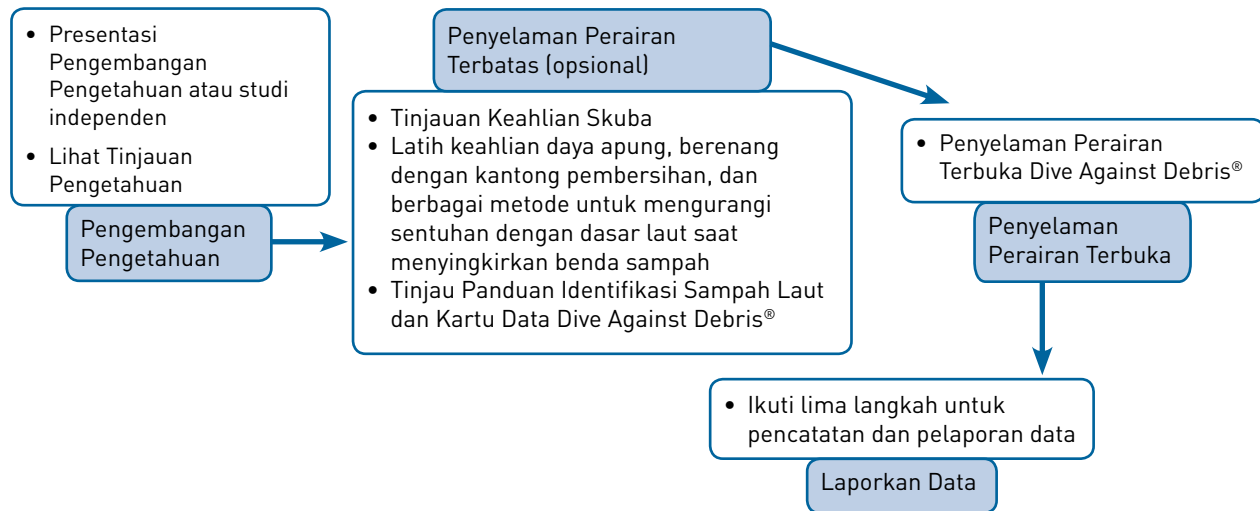 • Presentasi
Pengembangan
Pengetahuan atau studi
independen
• Lihat Tinjauan
Pengetahuan
Pengembangan
Pengetahuan
Penyelaman Perairan
Terbatas (opsional)
• Tinjauan Keahlian Skuba
• Latih keahlian daya apung, berenang
dengan kantong pembersihan, dan
berbagai metode untuk mengurangi
sentuhan dengan dasar laut saat
menyingkirkan benda sampah
• Tinjau Panduan Identifikasi Sampah Laut
dan Kartu Data Dive Against Debris®
• Penyelaman Perairan
Terbuka Dive Against Debris®
Penyelaman
Perairan Terbuka
• Ikuti lima langkah untuk
pencatatan dan pelaporan data
Laporkan Data